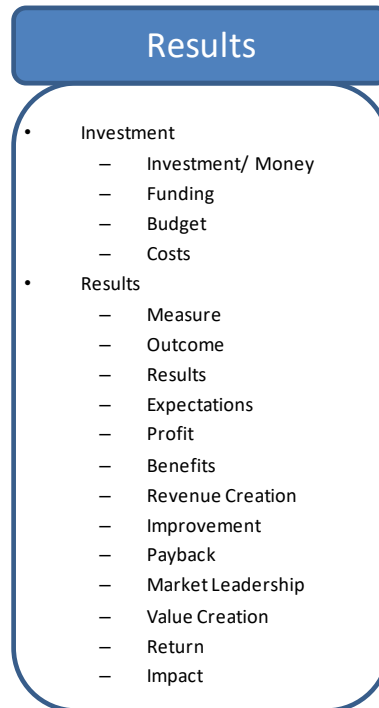 Results
• Investment
– Investment/ Money
– Funding
– Budget
– Costs
• Results
– Measure
– Outcome
– Results
– Expectations
– Profit
– Benefits
– Revenue Creation
– Improvement
– Payback
– Market Leadership
– Value Creation
– Return
– Impact